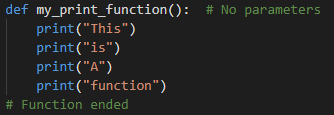 def my_print_function():  # No parameters
    print("This")
    print("is")
    print("A")
    print("function")
# Function ended